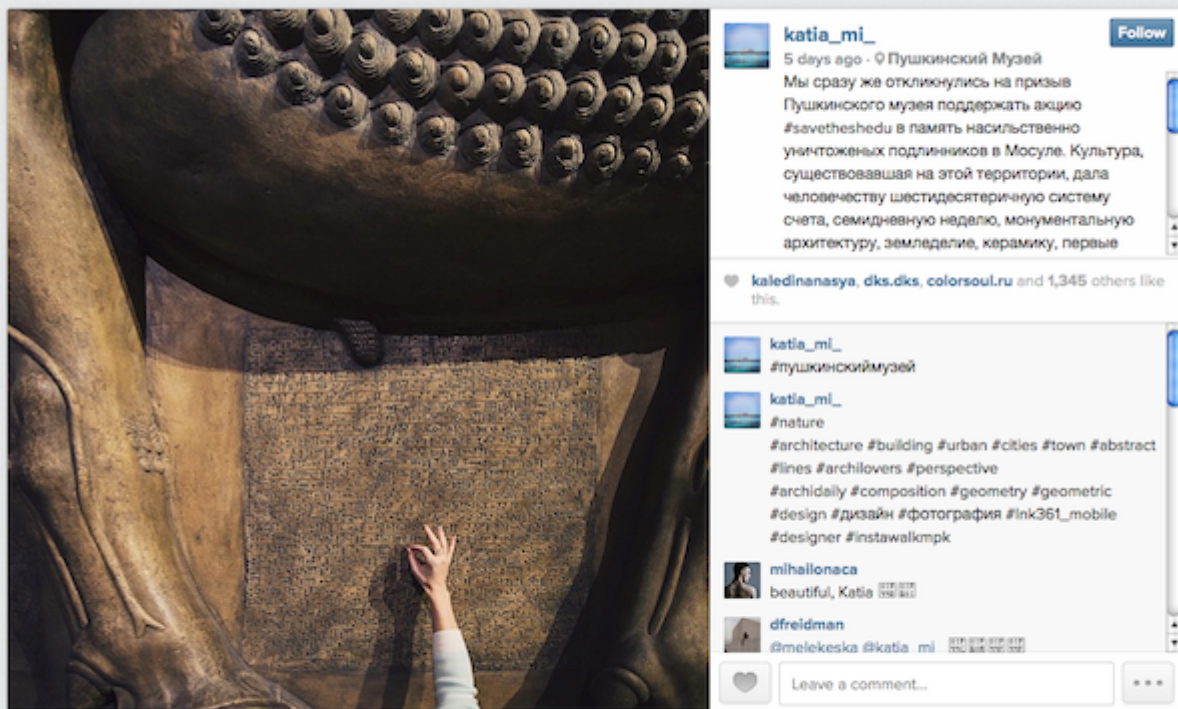 katia_mi_
Follow
5 days ago · Пушкинский Музей
Мы сразу же откликнулись на призыв
Пушкинского музея поддержать акцию
#savetheshedu в память насильственно
уничтоженых подлинников в Мосуле. Культура,
существовавшая на этой территории, дала
человечеству шестидесятеричную систему
счета, семидневную неделю, монументальную
архитектуру, земледелие, керамику, первые
kaledinanasya, dks.dks, colorsoul.ru and 1,345 others like
this.
katia_mi_
#пушкинскиймузей
katia_mi_
#nature
#architecture #building #urban #cities #town #abstract
#lines #archilovers #perspective
#archidaily #composition #geometry #geometric
#design #дизайн #фотография #lnk361_mobile
#designer #instawalkmpk
mihailonaca
beautiful, Katia
dfreidman
@melekeska @katia_mi_
Leave a comment...